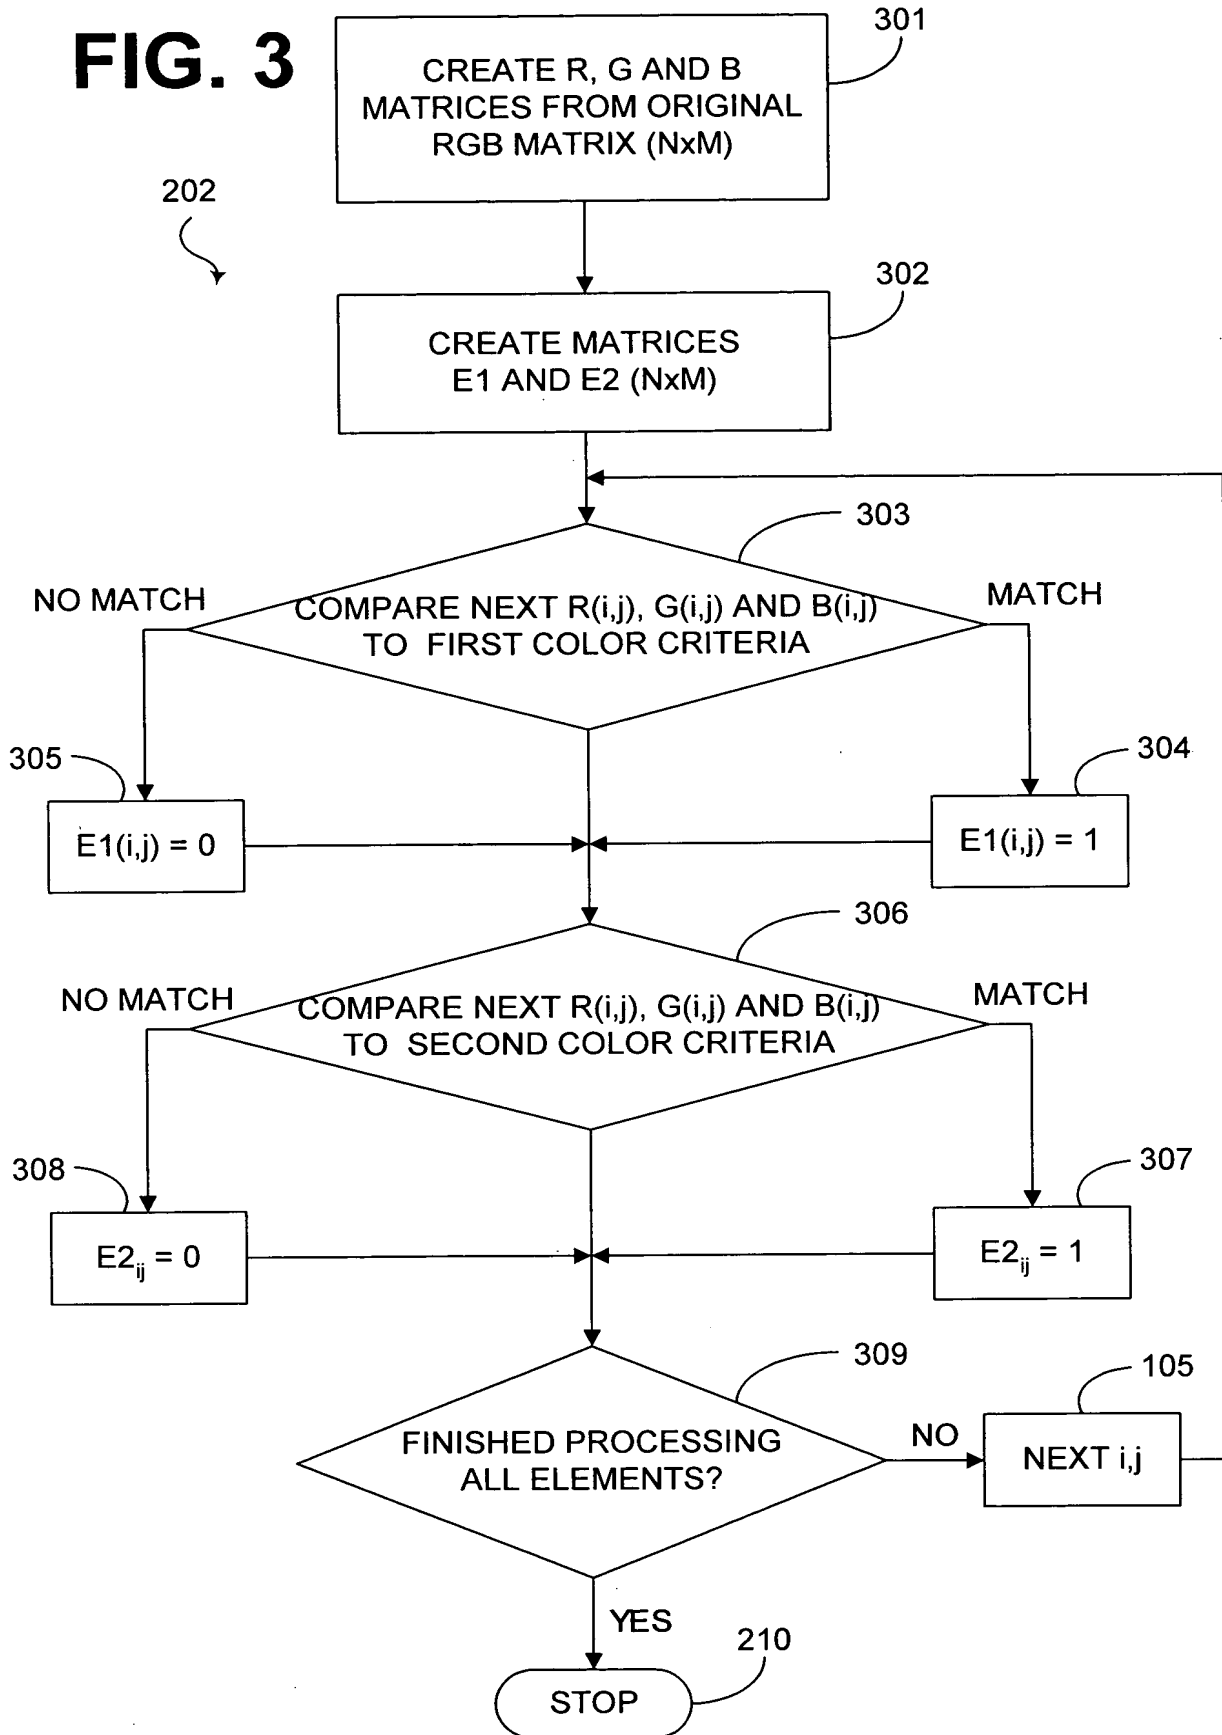 FIG. 3
301
CREATE R, G AND B
MATRICES FROM ORIGINAL
RGB MATRIX (NxM)
202
302
CREATE MATRICES
E1 AND E2 (NxM)
303
NO MATCH
MATCH
COMPARE NEXT R(i,j), G(i,j) AND B(i,j)
TO FIRST COLOR CRITERIA
305
304
E1(i,j) = 0
E1(i,j) = 1
306
NO MATCH
MATCH
COMPARE NEXT R(i,j), G(i,j) AND B(i,j)
TO SECOND COLOR CRITERIA
308
307
E2ij = 0
E2ij = 1
309
105
FINISHED PROCESSING
ALL ELEMENTS?
NO
NEXT i,j
YES
210
STOP